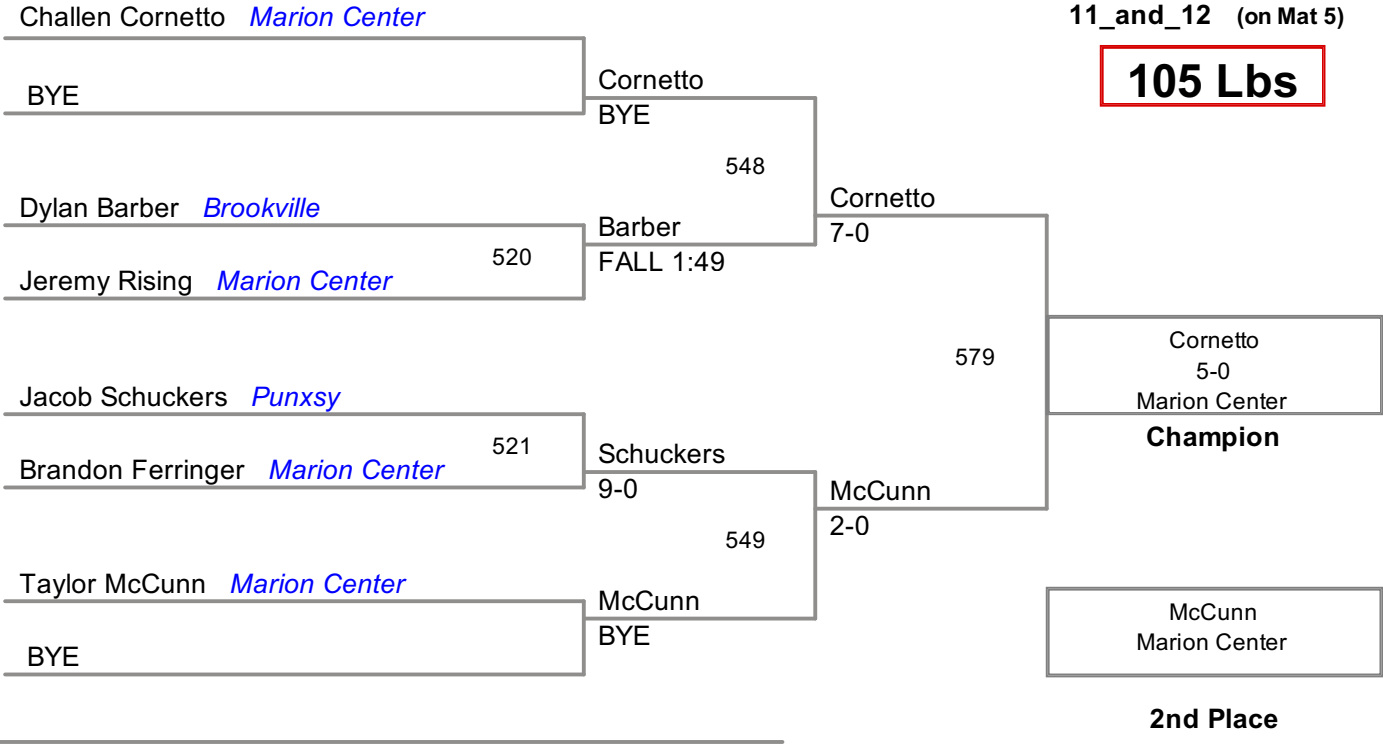 Challen Cornetto Marion Center
11_and_12 (on Mat 5)
105 Lbs
BYE
Cornetto
BYE
548
Dylan Barber Brookville
Cornetto
7-0
Barber
FALL 1:49
520
Jeremy Rising Marion Center
579
Cornetto
5-0
Marion Center
Champion
Jacob Schuckers Punxsy
521
Brandon Ferringer Marion Center
Schuckers
9-0
McCunn
2-0
549
Taylor McCunn Marion Center
McCunn
BYE
BYE
McCunn
Marion Center
2nd Place